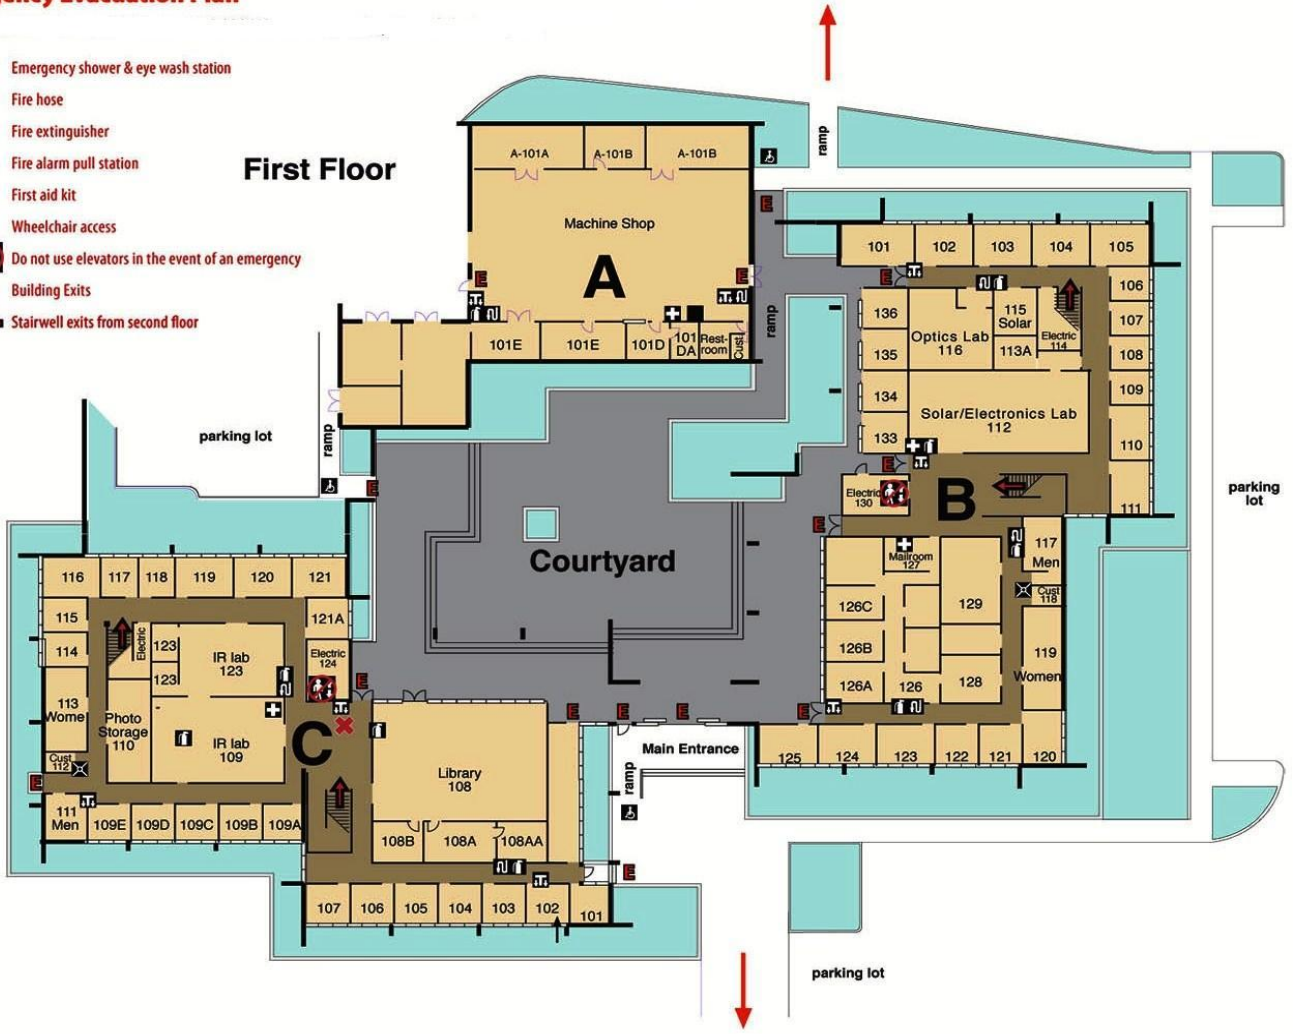 Emergency shower & eye wash station
Fire hose
Fire extinguisher
Fire alarm pull station
First aid kit
Wheelchair access
Do not use elevators in the event of an emergency
Building Exits
Stairwell exits from second floor
First Floor
ramp
A-101A
A-101B
A-101B
Machine Shop
A
E
E
E
101E
101E
101D
101
DA
Rest-
room
Cust
ramp
parking lot
ramp
E
Courtyard
101
102
103
104
105
E
106
107
108
109
110
111
136
135
134
133
Optics Lab
116
115
Solar
113A
Electric
114
Solar/Electronics Lab
112
E
Electric
130
B
E
117
Men
Cust
118
119
Women
Mailroom
127
129
128
126C
126B
126A
126
E
125
124
123
122
121
120
parking
lot
116
117
118
119
120
121
121A
115
114
113
Wome
Cust
112
E
111
Men
Electric
123
123
IR lab
123
Electric
124
E
Photo
Storage
110
IR lab
109
C
109E
109D
109C
109B
109A
Library
108
108B
108A
108AA
107
106
105
104
103
102
101
E
E
E
Main Entrance
ramp
E
parking lot